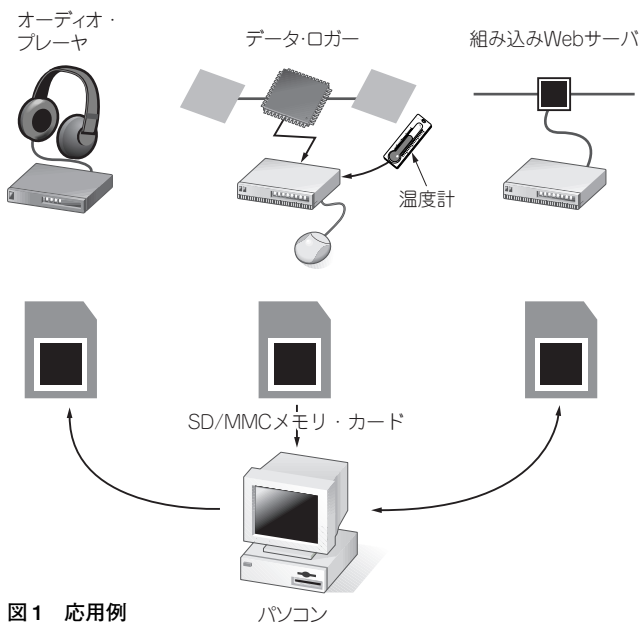 オーディオ・
プレーヤ
データ・ロガー
組み込みWebサーバ
温度計
SD/MMCメモリ・カード
図1　応用例
パソコン